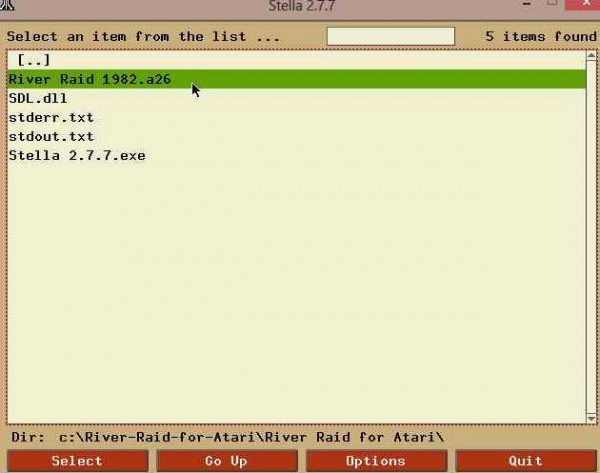 Stella 2.7.7
Select an item from the list ... 5 items found
[..]
River Raid 1982.a26
SDL.dll
stderr.txt
stdout.txt
Stella 2.7.7.exe
Dir: c:\River-Raid-for-Atari\River Raid for Atari\
Select Go Up Options Quit